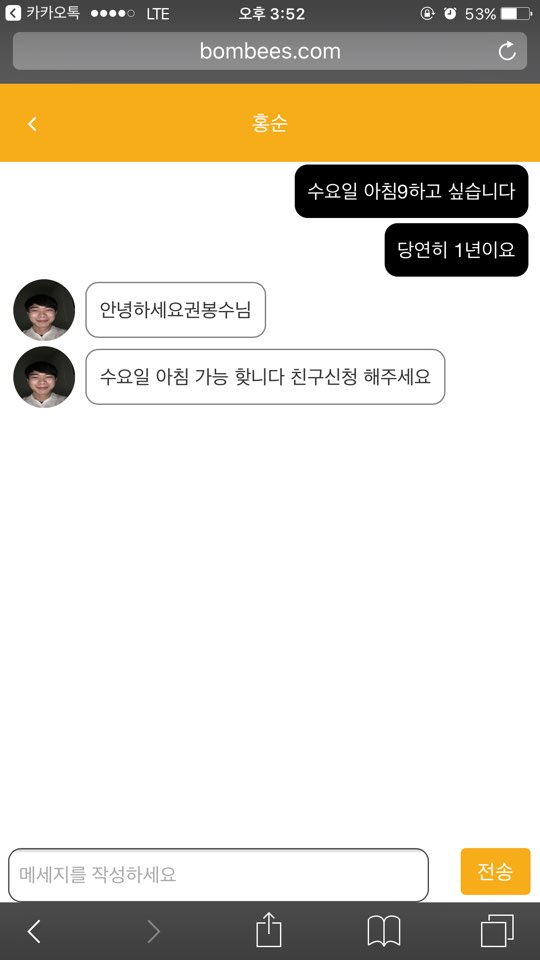 카카오톡 LTE 오후 3:52 53%
bombees.com
홍순
수요일 아침9하고 싶습니다
당연히 1년이요
안녕하세요권봉수님
수요일 아침 가능 핮니다 친구신청 해주세요
메세지를 작성하세요 전송